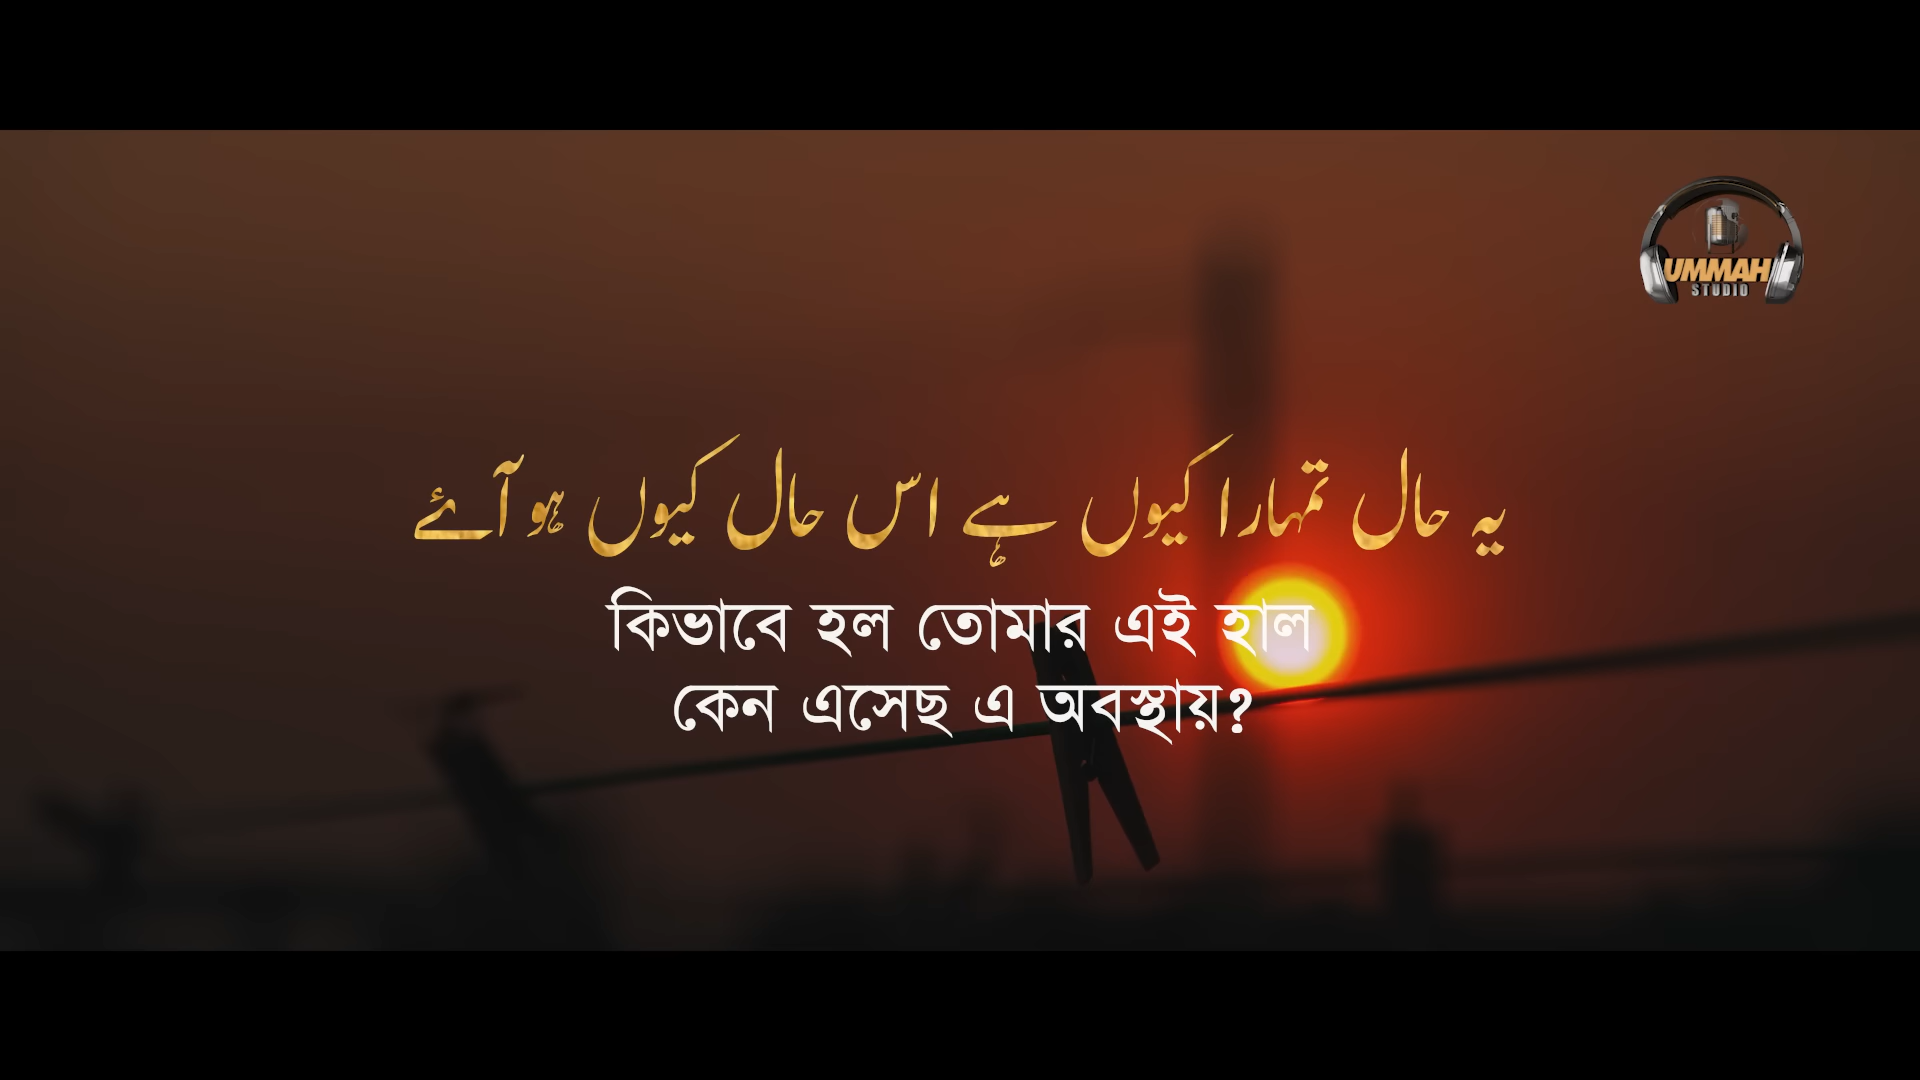 UMMAH
STUDIO
یہ حال تمہارا کیوں ہے اس حال کیوں ہو آئے
কিভাবে হল তোমার এই হাল
কেন এসেছ এ অবস্থায়?